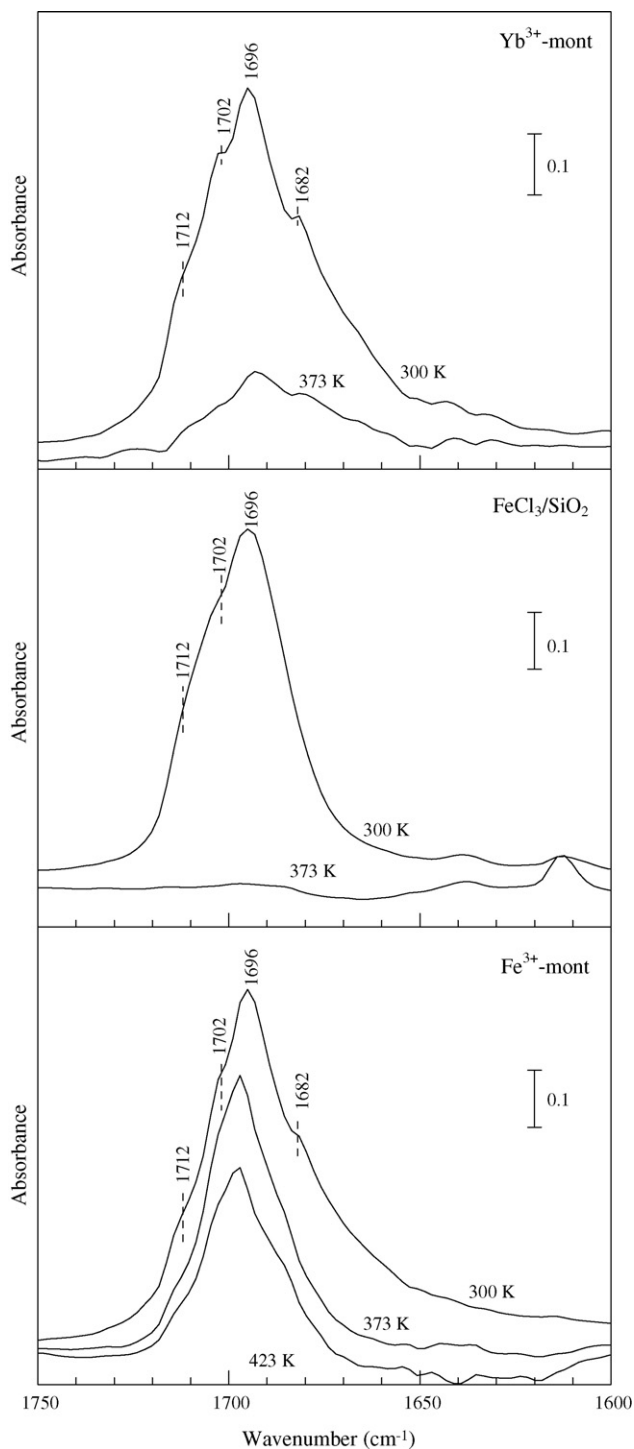 Yb³⁺-mont
1696
1702
1682
1712
0.1
Absorbance
300 K
373 K
FeCl₃/SiO₂
1696
1702
1712
0.1
Absorbance
300 K
373 K
Fe³⁺-mont
1696
1702
1682
1712
0.1
Absorbance
300 K
373 K
423 K
1750 1700 1650 1600
Wavenumber (cm⁻¹)